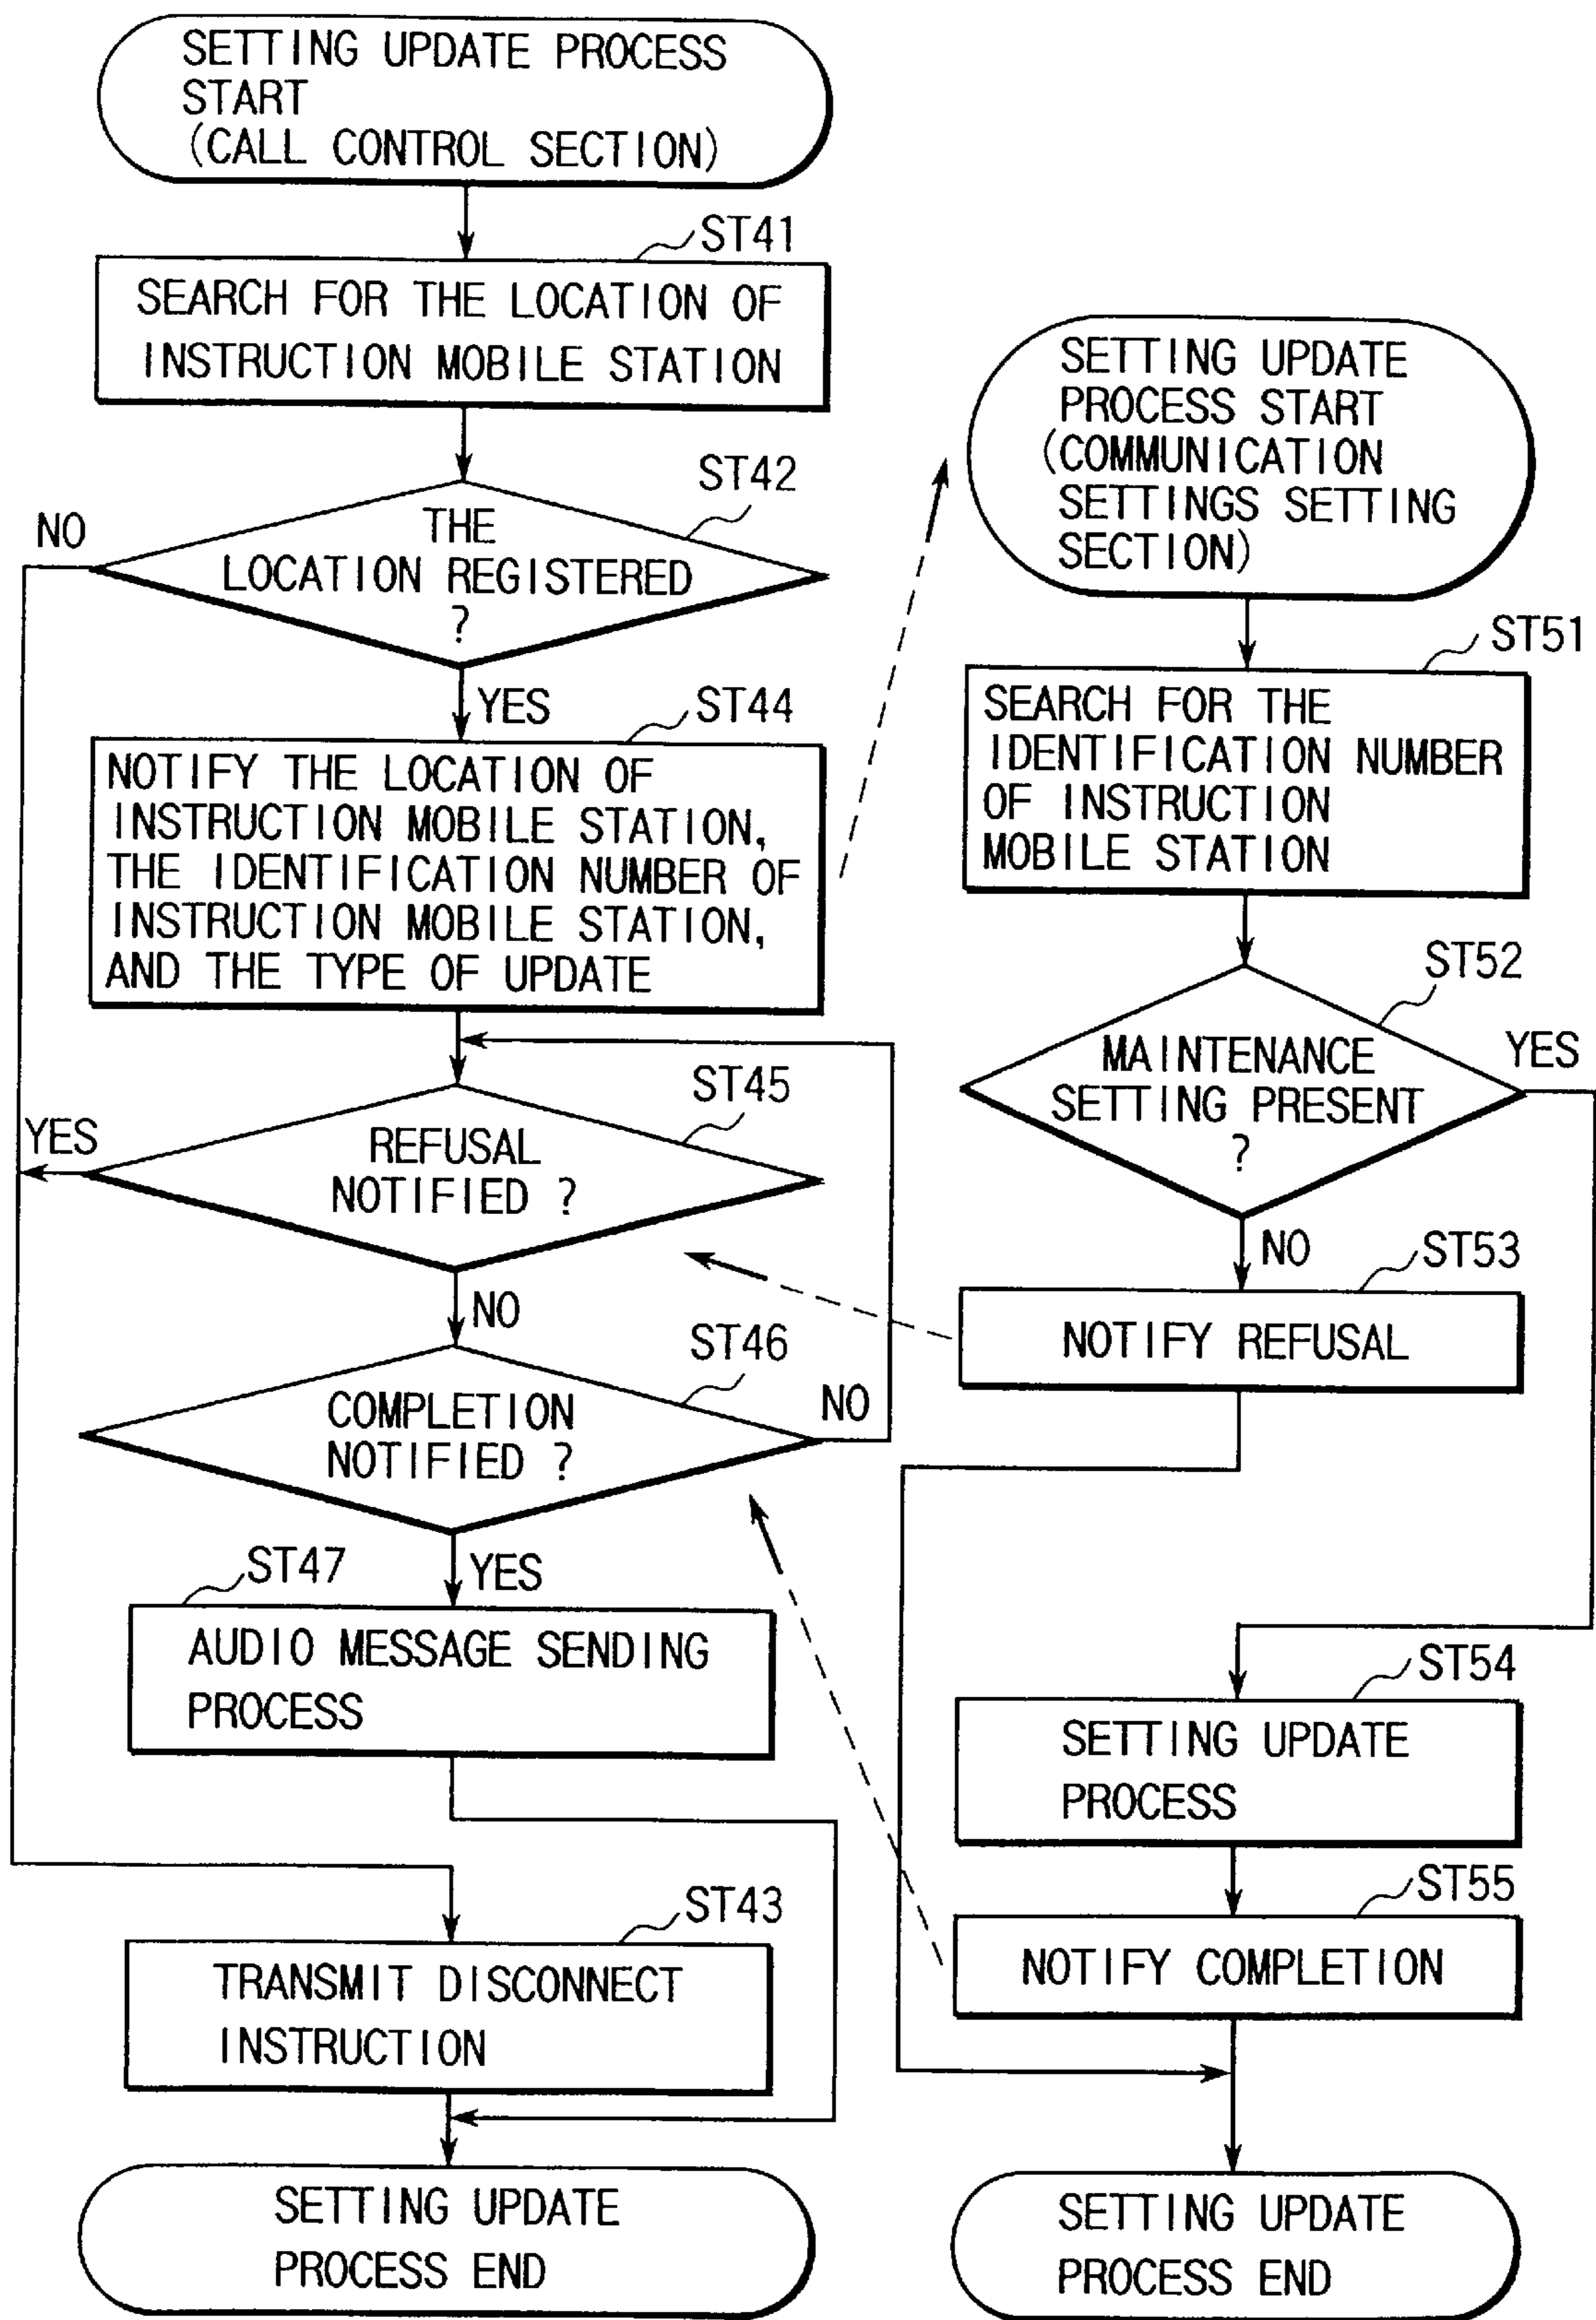 SETTING UPDATE PROCESS
START
(CALL CONTROL SECTION)
ST41
SEARCH FOR THE LOCATION OF
INSTRUCTION MOBILE STATION
ST42
NO
THE
LOCATION REGISTERED
?
YES
ST44
NOTIFY THE LOCATION OF
INSTRUCTION MOBILE STATION,
THE IDENTIFICATION NUMBER OF
INSTRUCTION MOBILE STATION,
AND THE TYPE OF UPDATE
ST45
YES
REFUSAL
NOTIFIED ?
NO
ST46
COMPLETION
NOTIFIED ?
NO
ST47
YES
AUDIO MESSAGE SENDING
PROCESS
ST43
TRANSMIT DISCONNECT
INSTRUCTION
SETTING UPDATE
PROCESS END
SETTING UPDATE
PROCESS START
(COMMUNICATION
SETTINGS SETTING
SECTION)
ST51
SEARCH FOR THE
IDENTIFICATION NUMBER
OF INSTRUCTION
MOBILE STATION
ST52
MAINTENANCE
SETTING PRESENT
?
YES
NO
ST53
NOTIFY REFUSAL
ST54
SETTING UPDATE
PROCESS
ST55
NOTIFY COMPLETION
SETTING UPDATE
PROCESS END